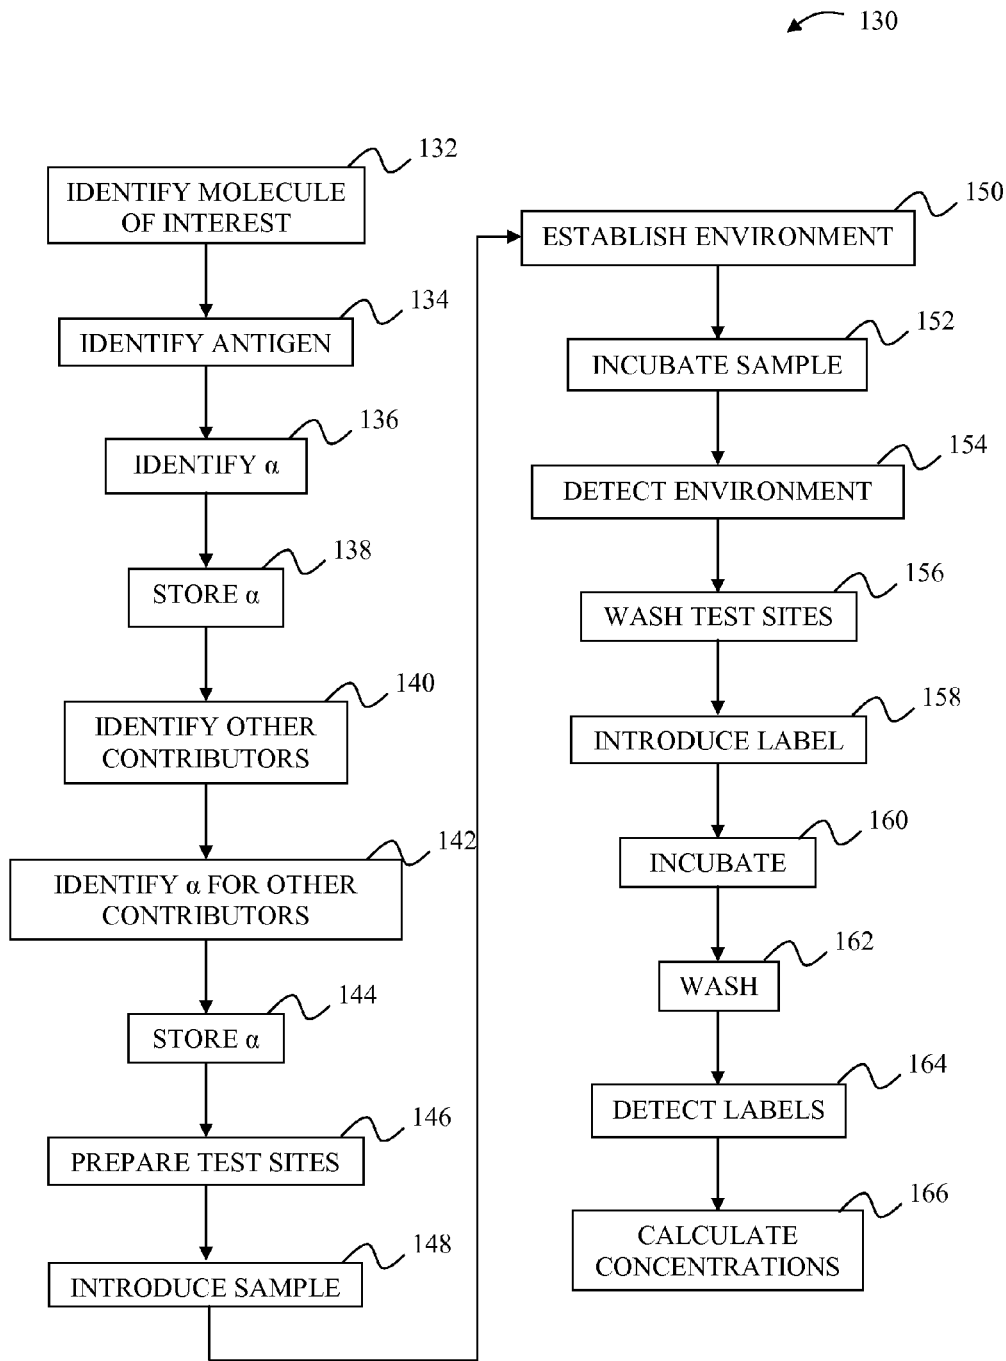 130
132
IDENTIFY MOLECULE
OF INTEREST
134
IDENTIFY ANTIGEN
136
IDENTIFY α
138
STORE α
140
IDENTIFY OTHER
CONTRIBUTORS
142
IDENTIFY α FOR OTHER
CONTRIBUTORS
144
STORE α
146
PREPARE TEST SITES
148
INTRODUCE SAMPLE
150
ESTABLISH ENVIRONMENT
152
INCUBATE SAMPLE
154
DETECT ENVIRONMENT
156
WASH TEST SITES
158
INTRODUCE LABEL
160
INCUBATE
162
WASH
164
DETECT LABELS
166
CALCULATE
CONCENTRATIONS